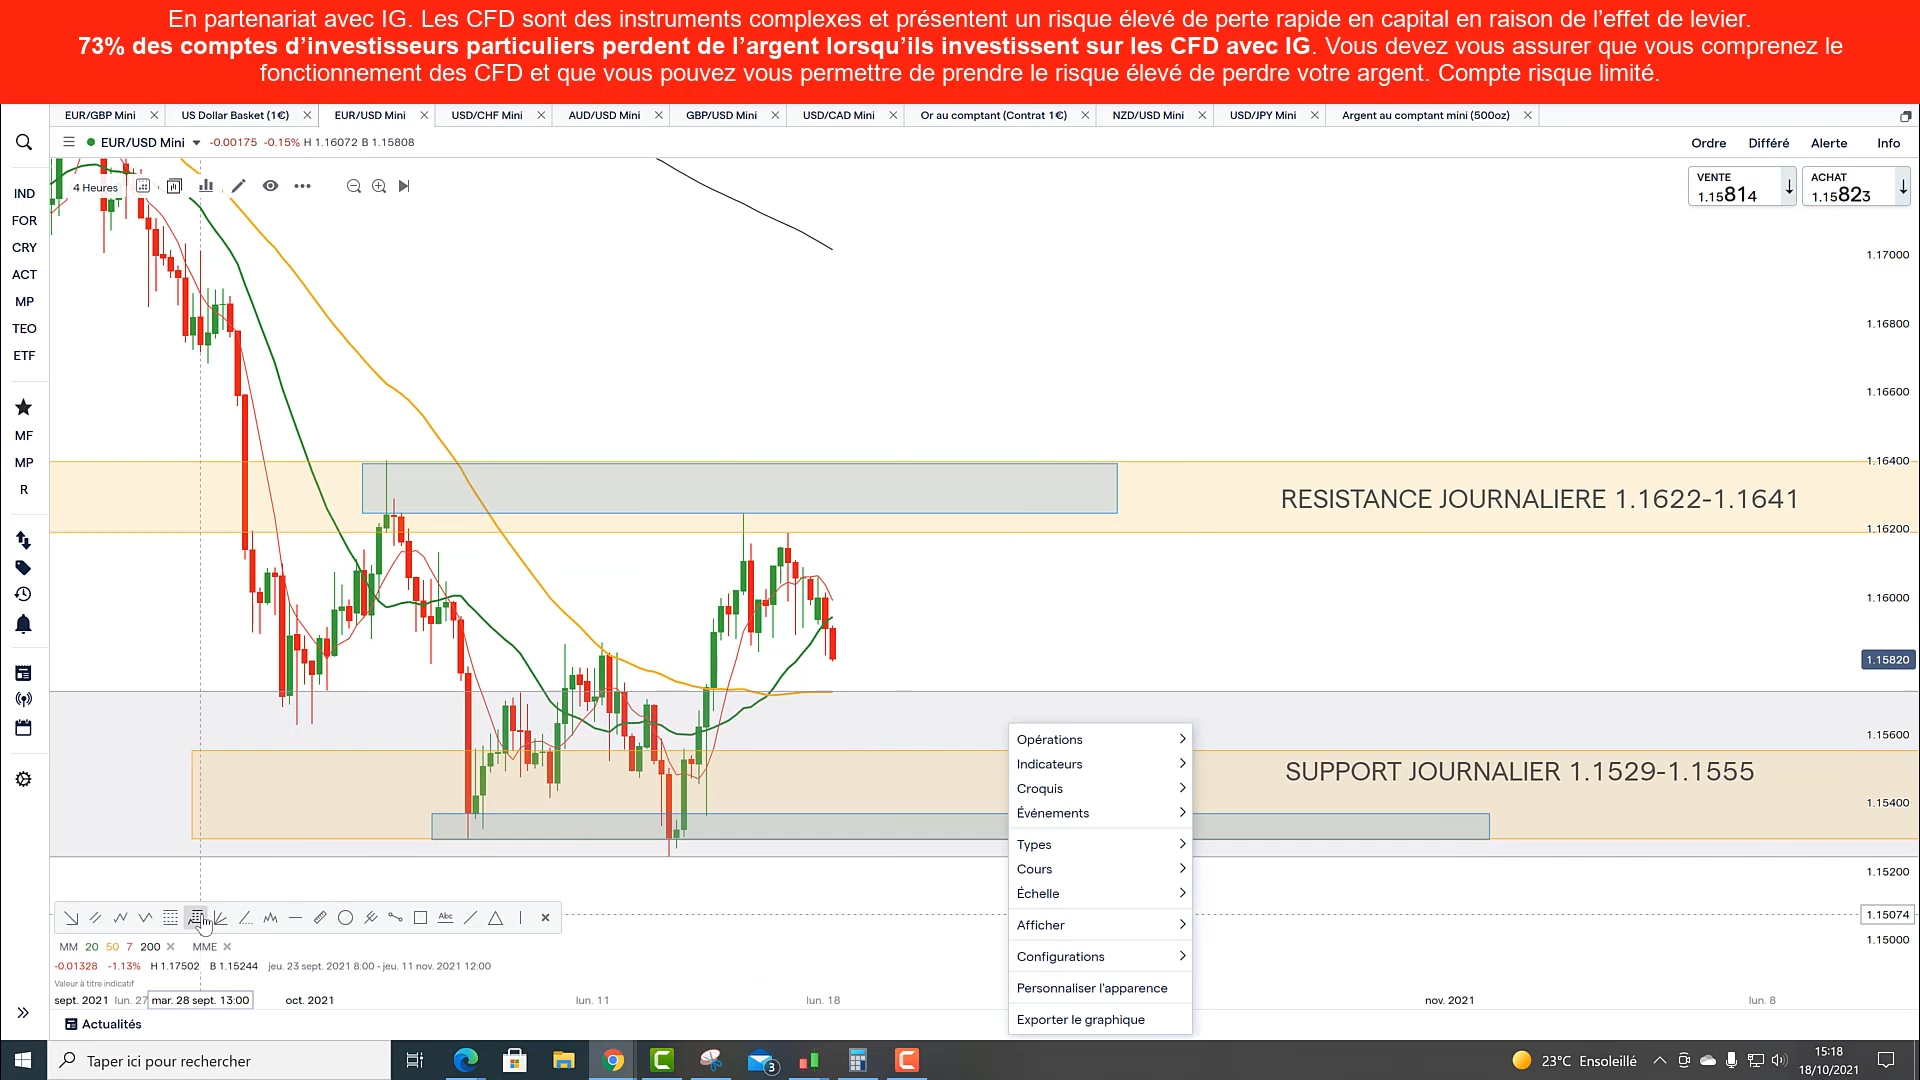 En partenariat avec IG. Les CFD sont des instruments complexes et présentent un risque élevé de perte rapide en capital en raison de l'effet de levier.
73% des comptes d'investisseurs particuliers perdent de l'argent lorsqu'ils investissent sur les CFD avec IG. Vous devez vous assurer que vous comprenez le
fonctionnement des CFD et que vous pouvez vous permettre de prendre le risque élevé de perdre votre argent. Compte risque limité.
EUR/GBP Mini US Dollar Basket (1€) EUR/USD Mini USD/CHF Mini AUD/USD Mini GBP/USD Mini USD/CAD Mini Or au comptant (Contrat 1€) NZD/USD Mini USD/JPY Mini Argent au comptant mini (500oz)
EUR/USD Mini -0.00175 -0.15% H 1.16072 B 1.15808
Ordre Différé Alerte Info
4 Heures
VENTE
1.15814
ACHAT
1.15823
IND
FOR
CRY
ACT
MP
TEO
ETF
MF
MP
R
1.17000
1.16800
1.16600
1.16400
RESISTANCE JOURNALIERE 1.1622-1.1641
1.16200
1.16000
1.15820
1.15600
SUPPORT JOURNALIER 1.1529-1.1555
1.15400
1.15200
1.15074
1.15000
Opérations
Indicateurs
Croquis
Événements
Types
Cours
Échelle
Afficher
Configurations
Personnaliser l'apparence
Exporter le graphique
Abc
MM 20 50 7 200 MME
-0.01328 -1.13% H 1.17502 B 1.15244 jeu. 23 sept. 2021 8:00 - jeu. 11 nov. 2021 12:00
Valeur à titre indicatif
sept. 2021 lun. 27 mar. 28 sept. 13:00 oct. 2021 lun. 11 lun. 18 nov. 2021 lun. 8
Actualités
Taper ici pour rechercher
3
23°C Ensoleillé
15:18
18/10/2021